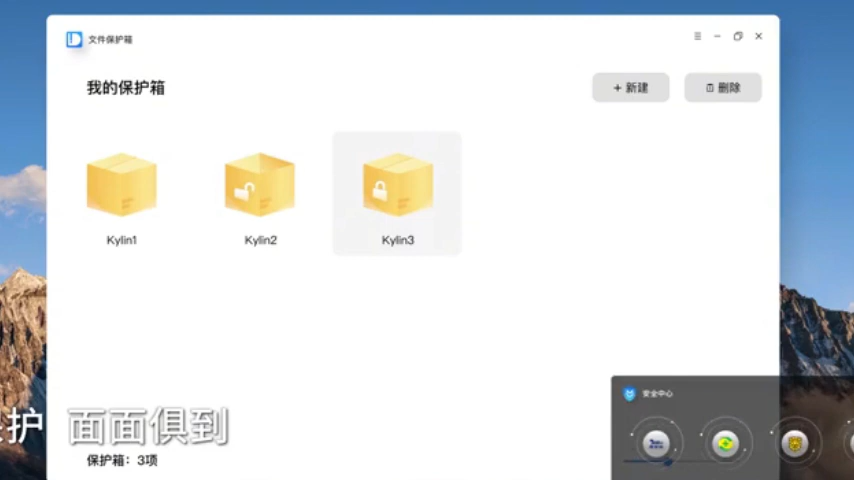 文件保护箱
我的保护箱
+ 新建
删除
Kylin1
Kylin2
Kylin3
安全中心
保护 面面俱到
保护箱：3项